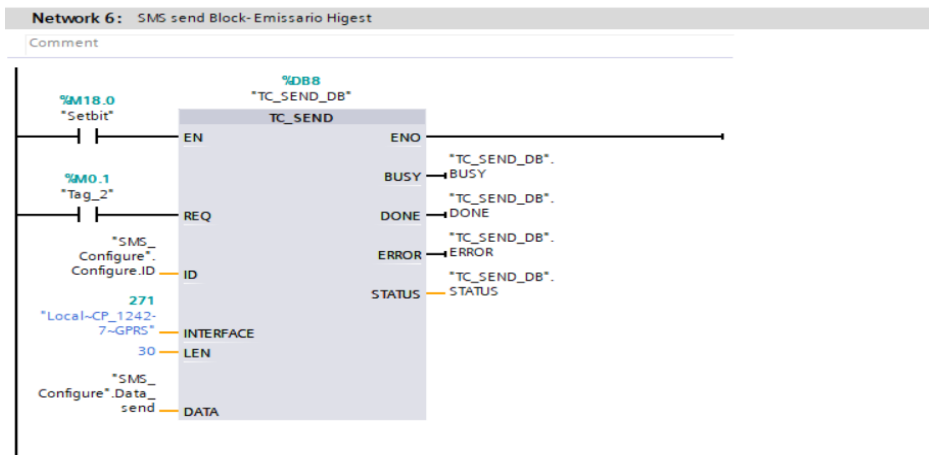 Network 6: SMS send Block-Emissario Higest
Comment
%DB8
"TC_SEND_DB"
%M18.0
"Setbit"
TC_SEND
EN
ENO
"TC_SEND_DB".
BUSY
BUSY
%M0.1
"Tag_2"
"TC_SEND_DB".
REQ
DONE
DONE
"SMS_
Configure".
Configure.ID
ID
"TC_SEND_DB".
ERROR
ERROR
"TC_SEND_DB".
STATUS
STATUS
271
"Local~CP_1242-
7~GPRS"
INTERFACE
30
LEN
"SMS_
Configure".Data_
send
DATA